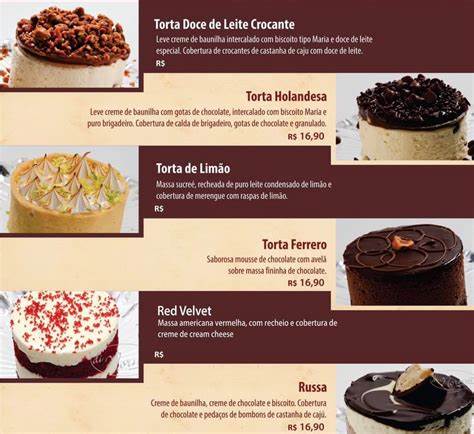 Torta Doce de Leite Crocante
Leve creme de baunilha intercalado com biscoito tipo Maria e doce de leite
especial. Cobertura de crocantes de castanha de caju com doce de leite.
R$
Torta Holandesa
Leve creme de baunilha com gotas de chocolate, intercalado com biscoito Maria e
puro brigadeiro. Cobertura de calda de brigadeiro, gotas de chocolate e granulado.
R$ 16,90
Torta de Limão
Massa sucreé, recheada de puro leite condensado de limão e
cobertura de merengue com raspas de limão.
R$
Torta Ferrero
Saborosa mousse de chocolate com avelã
sobre massa fininha de chocolate.
R$ 16,90
Red Velvet
Massa americana vermelha, com recheio e cobertura de
creme de cream cheese
R$
Russa
Creme de baunilha, creme de chocolate e biscoito. Cobertura
de chocolate e pedaços de bombons de castanha de cajú.
R$ 16,90